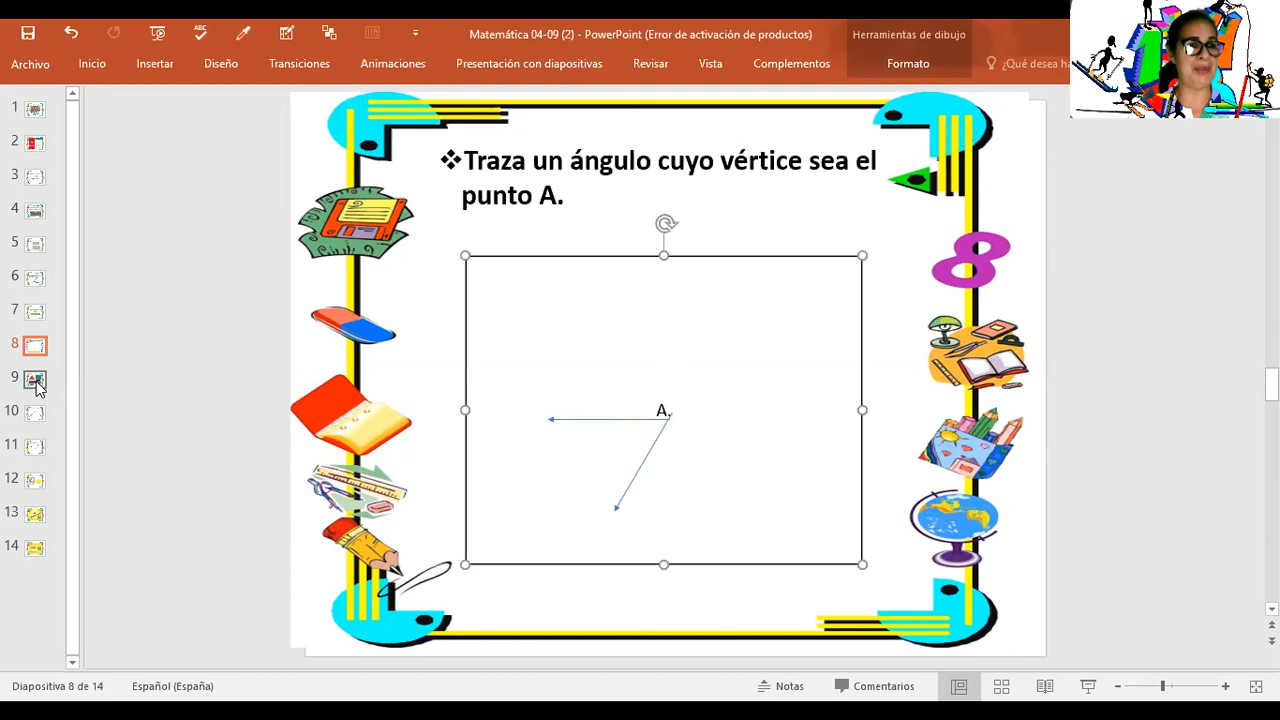 Matemática 04-09 (2) - PowerPoint (Error de activación de productos)
Herramientas de dibujo
Archivo Inicio Insertar Diseño Transiciones Animaciones Presentación con diapositivas Revisar Vista Complementos Formato ¿Qué desea
ABC
1
2
3
4
5
6
7
8
9
10
11
12
13
14
❖Traza un ángulo cuyo vértice sea el
punto A.
8
A.
Diapositiva 8 de 14 Español (España) Notas Comentarios